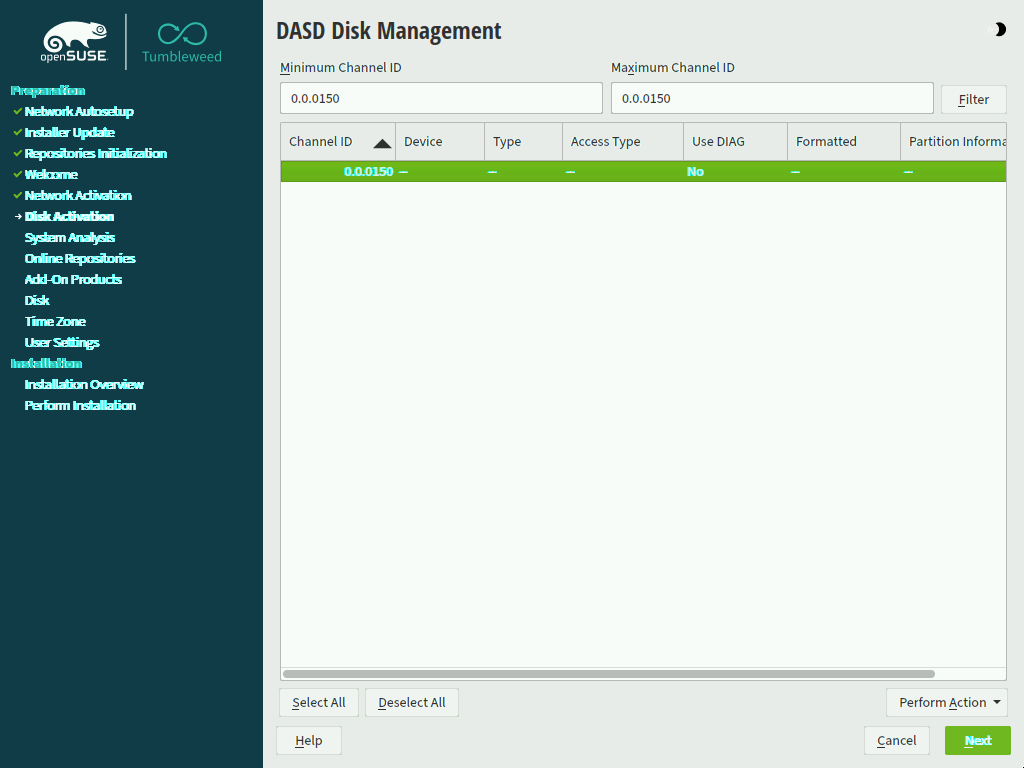 openSUSE
Tumbleweed
Preparation
Network Autosetup
Installer Update
Repositories Initialization
Welcome
Network Activation
Disk Activation
System Analysis
Online Repositories
Add-On Products
Disk
Time Zone
User Settings
Installation
Installation Overview
Perform Installation
DASD Disk Management
Minimum Channel ID Maximum Channel ID
0.0.0150 0.0.0150 Filter
Channel ID Device Type Access Type Use DIAG Formatted Partition Informa
0.0.0150 -- -- -- No -- --
Select All Deselect All Perform Action
Help Cancel Next